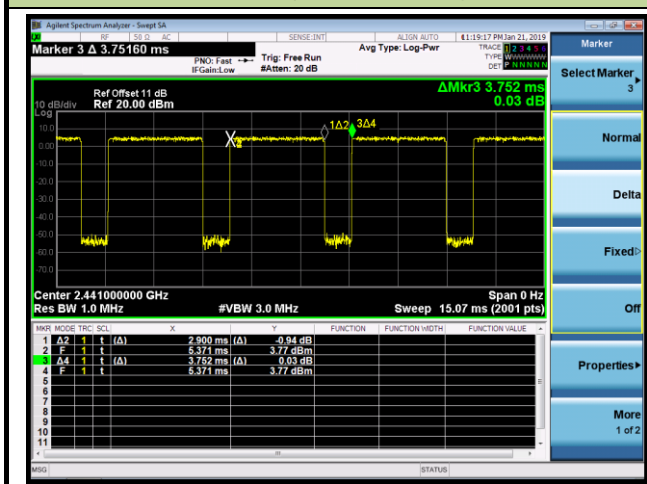 Agilent Spectrum Analyzer - Swept SA
RF 50 Ω AC SENSE:INT ALIGN AUTO 11:19:17 PM Jan 21, 2019
Marker 3 Δ 3.75160 ms
PNO: Fast
IFGain:Low
Trig: Free Run
#Atten: 20 dB
Avg Type: Log-Pwr
TRACE 1 2 3 4 5 6
TYPE WWWWWW
DET P N N N N N
Ref Offset 11 dB
10 dB/div Ref 20.00 dBm
Log
ΔMkr3 3.752 ms
0.03 dB
10.0
0.00
-10.0
-20.0
-30.0
-40.0
-50.0
-60.0
-70.0
1Δ2
3Δ4
Center 2.441000000 GHz Span 0 Hz
Res BW 1.0 MHz #VBW 3.0 MHz Sweep 15.07 ms (2001 pts)
MKR MODE TRC SCL X Y FUNCTION FUNCTION WIDTH FUNCTION VALUE
1 Δ2 1 t (Δ) 2.900 ms (Δ) -0.94 dB
2 F 1 t 5.371 ms 3.77 dBm
3 Δ4 1 t (Δ) 3.752 ms (Δ) 0.03 dB
4 F 1 t 5.371 ms 3.77 dBm
5
6
7
8
9
10
11
MSG STATUS
Marker
Select Marker
3
Normal
Delta
Fixed
Off
Properties
More
1 of 2